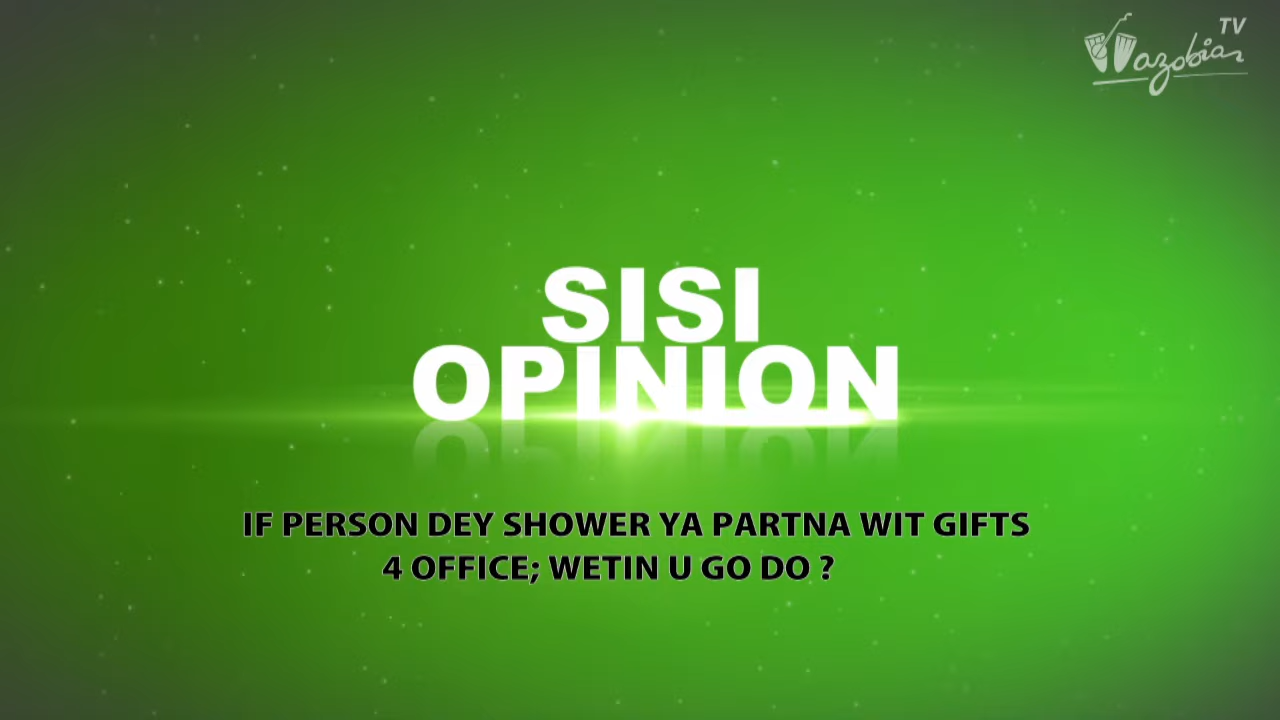 TV
Wazobia
SISI
OPINION
IF PERSON DEY SHOWER YA PARTNA WIT GIFTS
4 OFFICE; WETIN U GO DO ?